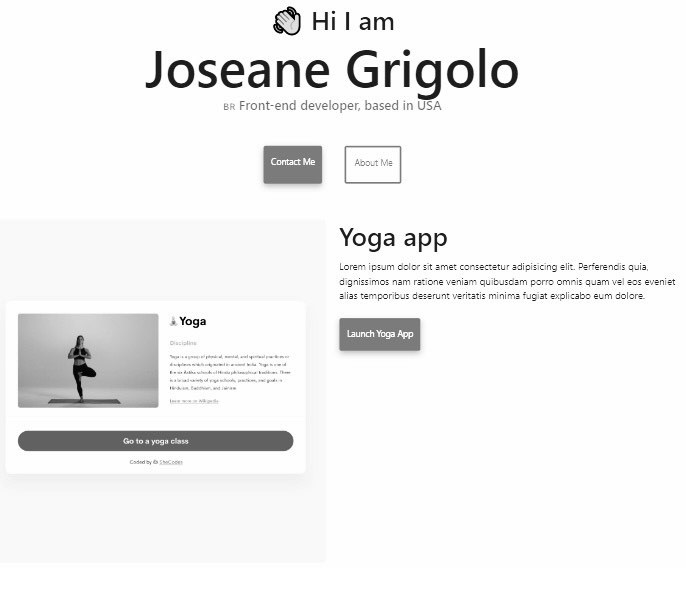 Hi I am
Joseane Grigolo
BR Front-end developer, based in USA
Contact Me
About Me
Yoga app
Lorem ipsum dolor sit amet consectetur adipisicing elit. Perferendis quia,
dignissimos nam ratione veniam quibusdam porro omnis quam vel eos eveniet
alias temporibus deserunt veritatis minima fugiat explicabo eum dolore.
Launch Yoga App
Yoga
Discipline
Yoga is a group of physical, mental, and spiritual practices or
disciplines which originated in ancient India. Yoga is one of
the six Āstika schools of Hindu philosophical traditions. There
is a broad variety of yoga schools, practices, and goals in
Hinduism, Buddhism, and Jainism.
Learn more on Wikipedia
Go to a yoga class
Coded by @ SheCodes